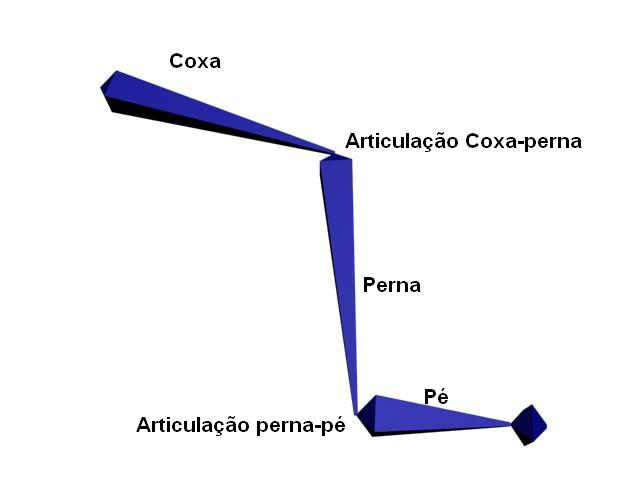 Coxa
Articulação Coxa-perna
Perna
Pé
Articulação perna-pé